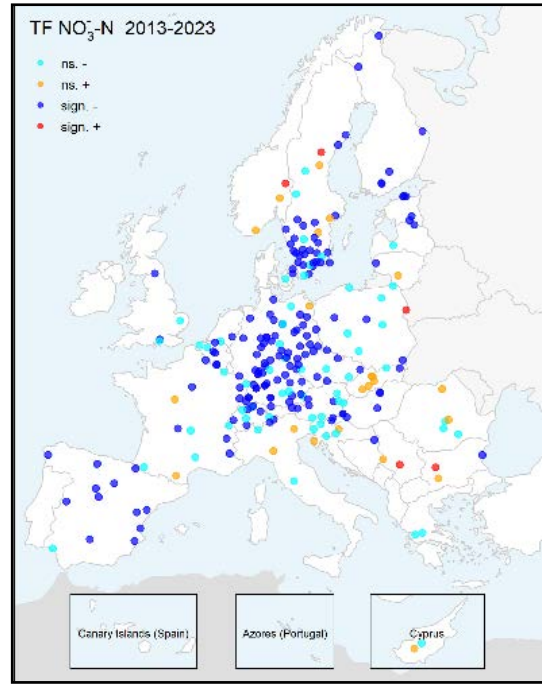 TF NO₃⁻-N 2013-2023
ns. -
ns. +
sign. -
sign. +
Canary Islands (Spain)
Azores (Portugal)
Cyprus